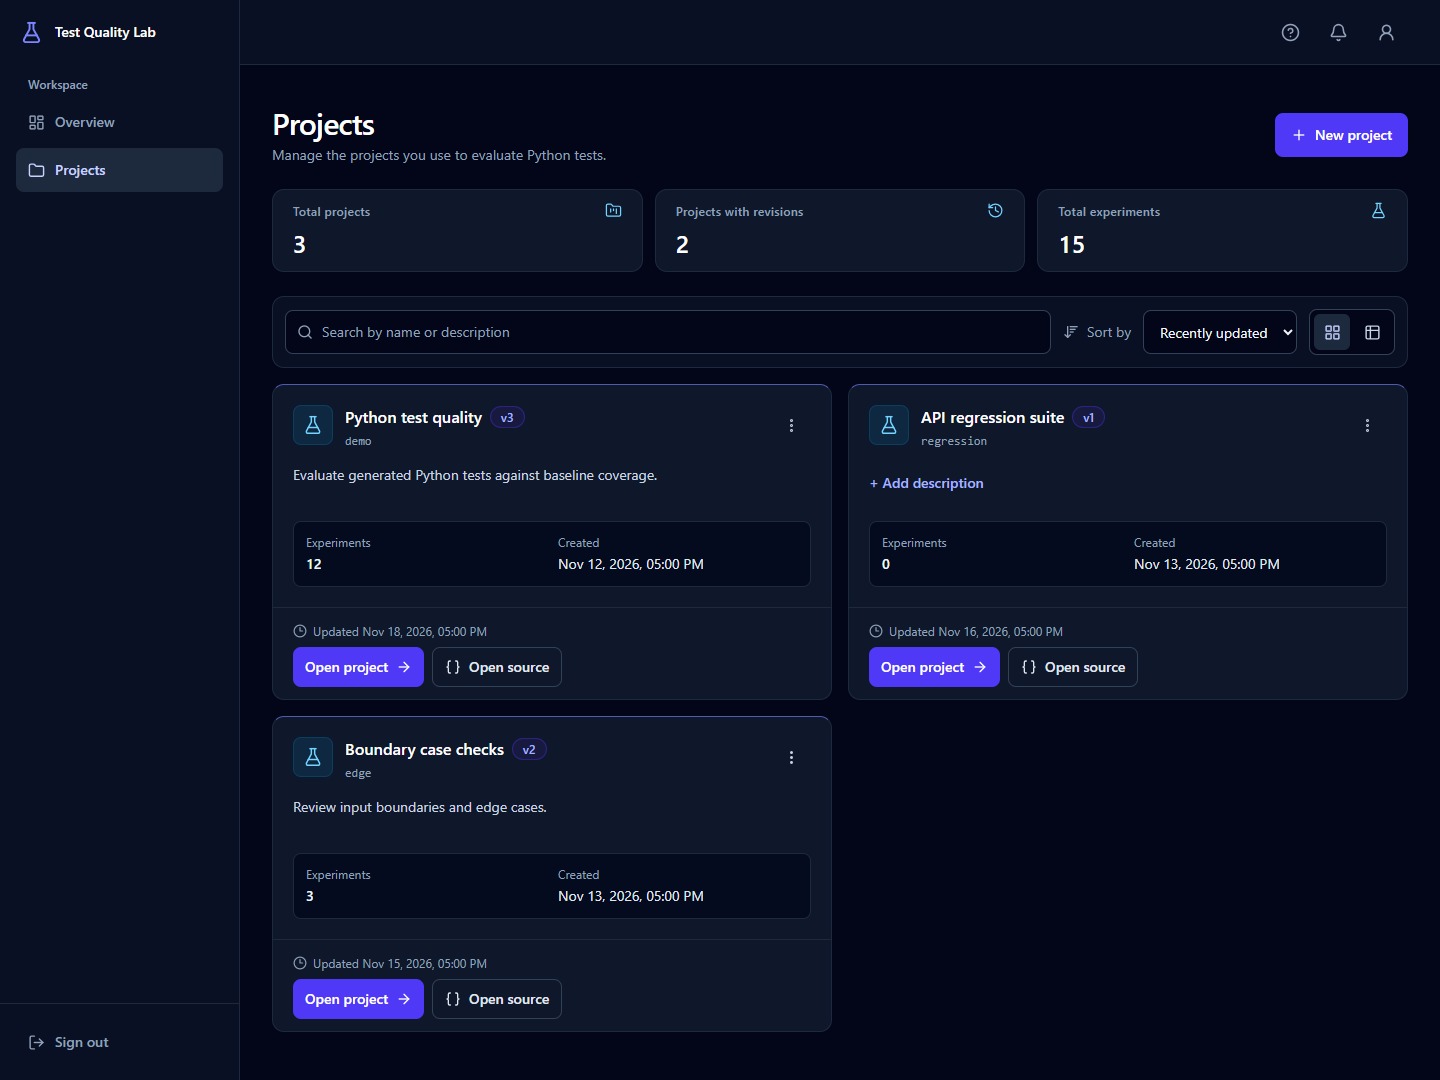 Test Quality Lab
Workspace
Overview
Projects
Sign out
Projects
Manage the projects you use to evaluate Python tests.
+ New project
Total projects
3
Projects with revisions
2
Total experiments
15
Search by name or description
Sort by
Recently updated
Python test quality v3
demo
Evaluate generated Python tests against baseline coverage.
Experiments
12
Created
Nov 12, 2026, 05:00 PM
Updated Nov 18, 2026, 05:00 PM
Open project →
{} Open source
API regression suite v1
regression
+ Add description
Experiments
0
Created
Nov 13, 2026, 05:00 PM
Updated Nov 16, 2026, 05:00 PM
Open project →
{} Open source
Boundary case checks v2
edge
Review input boundaries and edge cases.
Experiments
3
Created
Nov 13, 2026, 05:00 PM
Updated Nov 15, 2026, 05:00 PM
Open project →
{} Open source